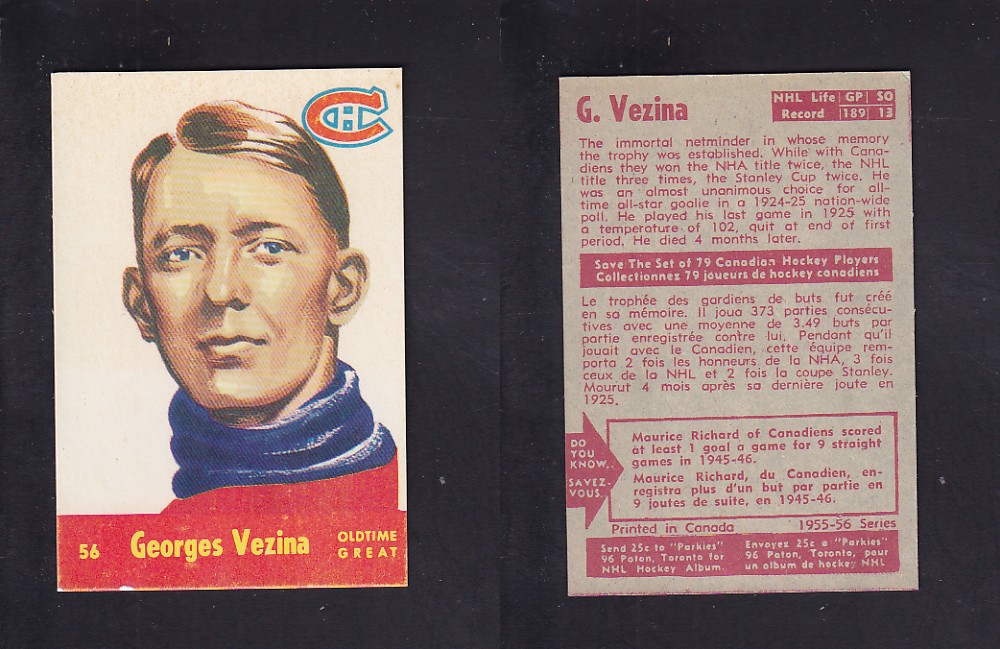 CH
56
Georges Vezina
OLDTIME
GREAT
G. Vezina
NHL Life GP SO
Record 189 13
The immortal netminder in whose memory
the trophy was established. While with Cana-
diens they won the NHA title twice, the NHL
title three times, the Stanley Cup twice. He
was an almost unanimous choice for all-
time all-star goalie in a 1924-25 nation-wide
poll. He played his last game in 1925 with
a temperature of 102, quit at end of first
period. He died 4 months later.
Save The Set of 79 Canadian Hockey Players
Collectionnez 79 joueurs de hockey canadiens
Le trophée des gardiens de buts fut créé
en sa mémoire. Il joua 373 parties consécu-
tives avec une moyenne de 3.49 buts par
partie enregistrée contre lui. Pendant qu'il
jouait avec le Canadien, cette équipe rem-
porta 2 fois les honneurs de la NHA, 3 fois
ceux de la NHL et 2 fois la coupe Stanley.
Mourut 4 mois après sa dernière joute en
1925.
DO
YOU
KNOW..
SAVEZ-
VOUS
Maurice Richard of Canadiens scored
at least 1 goal a game for 9 straight
games in 1945-46.
Maurice Richard, du Canadien, en-
registra plus d'un but par partie en
9 joutes de suite, en 1945-46.
Printed in Canada 1955-56 Series
Send 25c to "Parkies"
96 Paton, Toronto for
NHL Hockey Album.
Envoyez 25c a "Parkies"
96 Paton, Toronto, pour
un album de hockey NHL